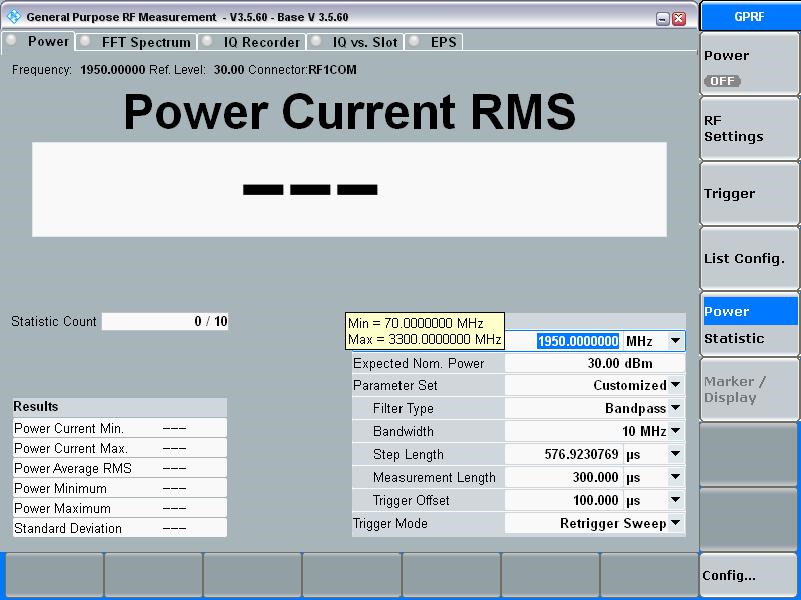 General Purpose RF Measurement - V3.5.60 - Base V 3.5.60
GPRF
Power
FFT Spectrum
IQ Recorder
IQ vs. Slot
EPS
Frequency: 1950.00000 Ref. Level: 30.00 Connector:RF1COM
Power Current RMS
---
Statistic Count 0 / 10
Min = 70.0000000 MHz
Max = 3300.0000000 MHz
1950.0000000 MHz
Expected Nom. Power 30.00 dBm
Parameter Set Customized
Filter Type Bandpass
Bandwidth 10 MHz
Step Length 576.9230769 µs
Measurement Length 300.000 µs
Trigger Offset 100.000 µs
Trigger Mode Retrigger Sweep
Results
Power Current Min. ---
Power Current Max. ---
Power Average RMS ---
Power Minimum ---
Power Maximum ---
Standard Deviation ---
Power
OFF
RF
Settings
Trigger
List Config.
Power
Statistic
Marker /
Display
Config...